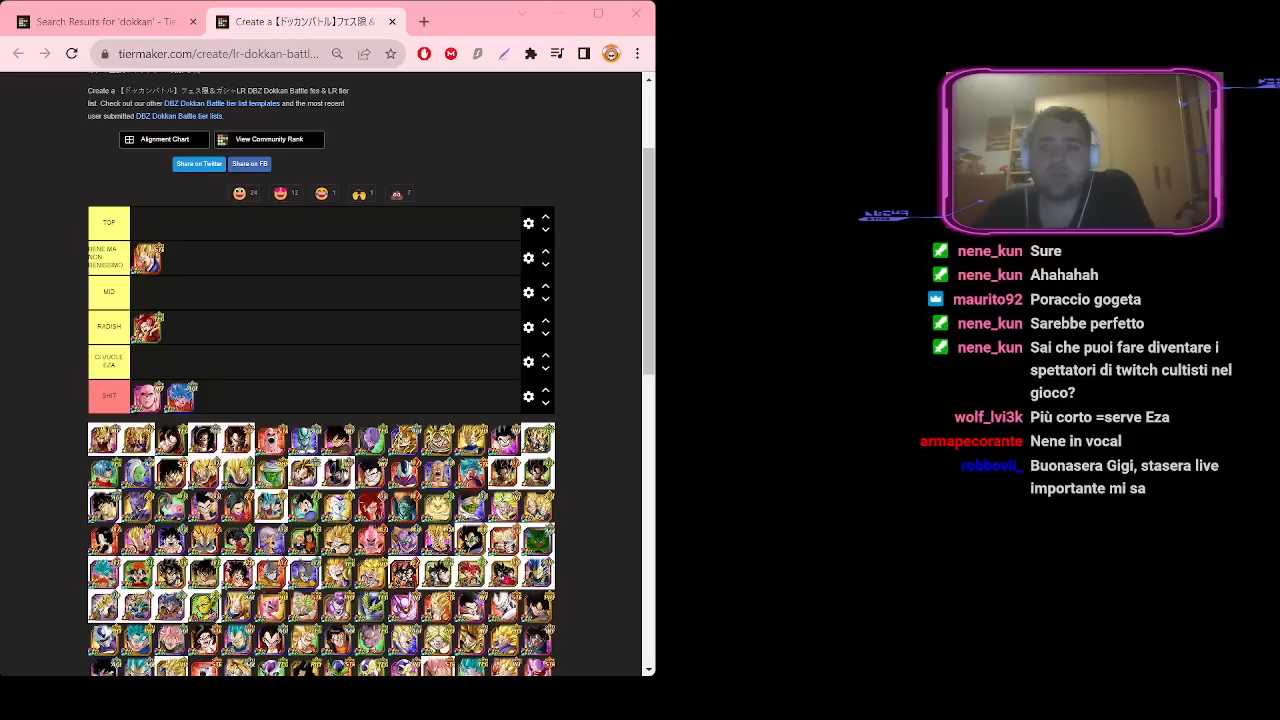 Search Results for 'dokkan' - Tie
Create a 【ドッカンバトル】フェス限 &
tiermaker.com/create/lr-dokkan-battl...
Create a 【ドッカンバトル】フェス限＆ガシャLR DBZ Dokkan Battle fes & LR tier
list. Check out our other DBZ Dokkan Battle tier list templates and the most recent
user submitted DBZ Dokkan Battle tier lists.
Alignment Chart
View Community Rank
Share on Twitter
Share on FB
24
12
1
1
7
TOP
BENE MA
NON
BENISSIMO
MID
RADISH
CI VUOLE
EZA
SHIT
nene_kun Sure
nene_kun Ahahahah
maurito92 Poraccio gogeta
nene_kun Sarebbe perfetto
nene_kun Sai che puoi fare diventare i
spettatori di twitch cultisti nel
gioco?
wolf_lvi3k Più corto =serve Eza
armapecorante Nene in vocal
robbovil_ Buonasera Gigi, stasera live
importante mi sa